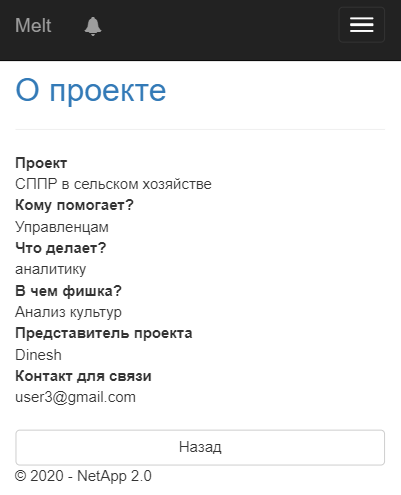 Melt
О проекте
Проект
СППР в сельском хозяйстве
Кому помогает?
Управленцам
Что делает?
аналитику
В чем фишка?
Анализ культур
Представитель проекта
Dinesh
Контакт для связи
user3@gmail.com
Назад
© 2020 - NetApp 2.0